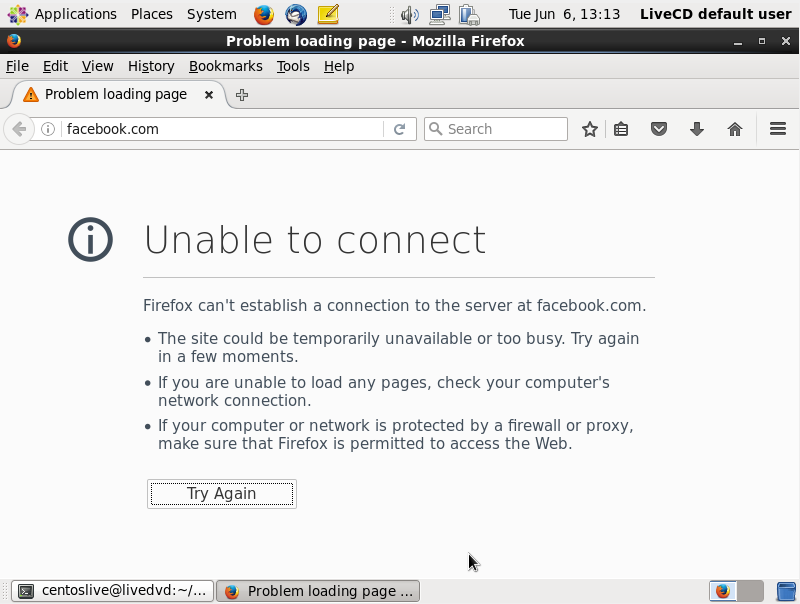 Applications Places System Tue Jun 6, 13:13 LiveCD default user
Problem loading page - Mozilla Firefox
File Edit View History Bookmarks Tools Help
Problem loading page
facebook.com Search
Unable to connect
Firefox can't establish a connection to the server at facebook.com.
• The site could be temporarily unavailable or too busy. Try again
in a few moments.
• If you are unable to load any pages, check your computer's
network connection.
• If your computer or network is protected by a firewall or proxy,
make sure that Firefox is permitted to access the Web.
Try Again
centoslive@livedvd:~/... Problem loading page ...